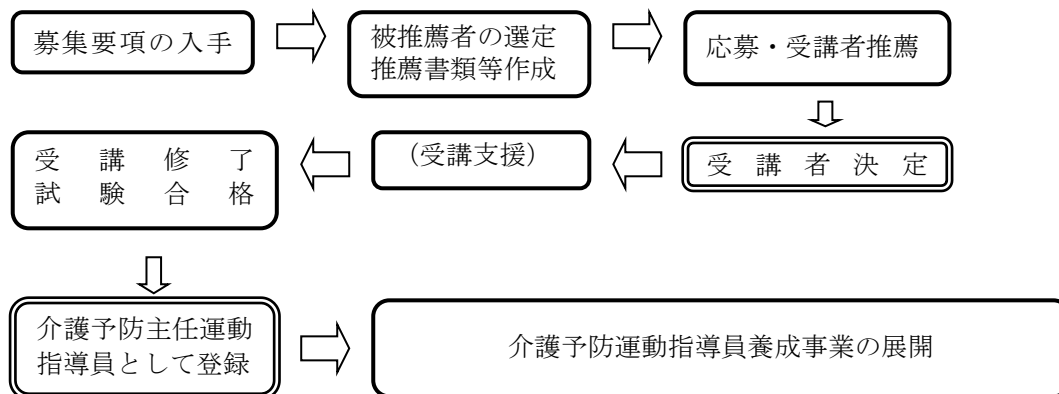 募集要項の入手
被推薦者の選定
推薦書類等作成
応募・受講者推薦
受講者決定
(受講支援)
受講修了
試験合格
介護予防主任運動
指導員として登録
介護予防運動指導員養成事業の展開